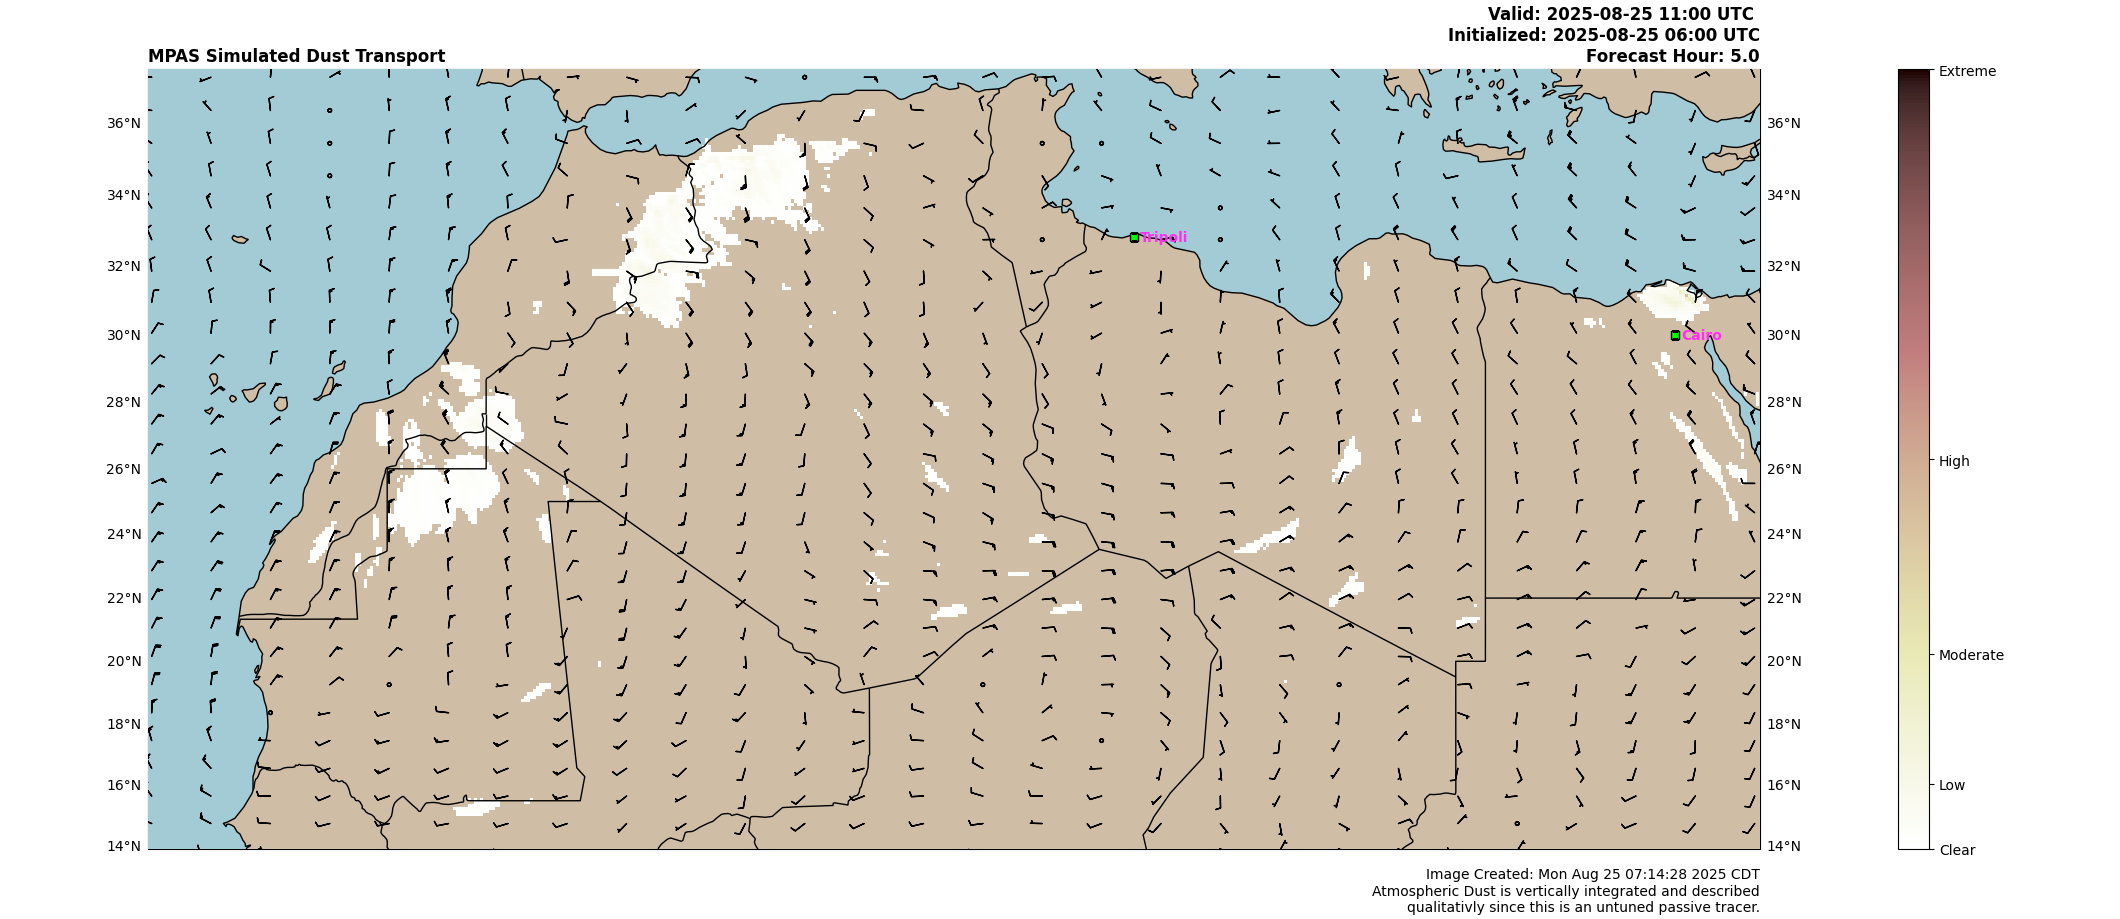 Valid: 2025-08-25 11:00 UTC
Initialized: 2025-08-25 06:00 UTC
MPAS Simulated Dust Transport
Forecast Hour: 5.0
Extreme
36°N
36°N
34°N
34°N
Tripoli
32°N
32°N
30°N
Cairo
30°N
28°N
28°N
High
26°N
26°N
24°N
24°N
22°N
22°N
Moderate
20°N
20°N
18°N
18°N
16°N
16°N
Low
14°N
14°N
Clear
Image Created: Mon Aug 25 07:14:28 2025 CDT
Atmospheric Dust is vertically integrated and described
qualitativly since this is an untuned passive tracer.